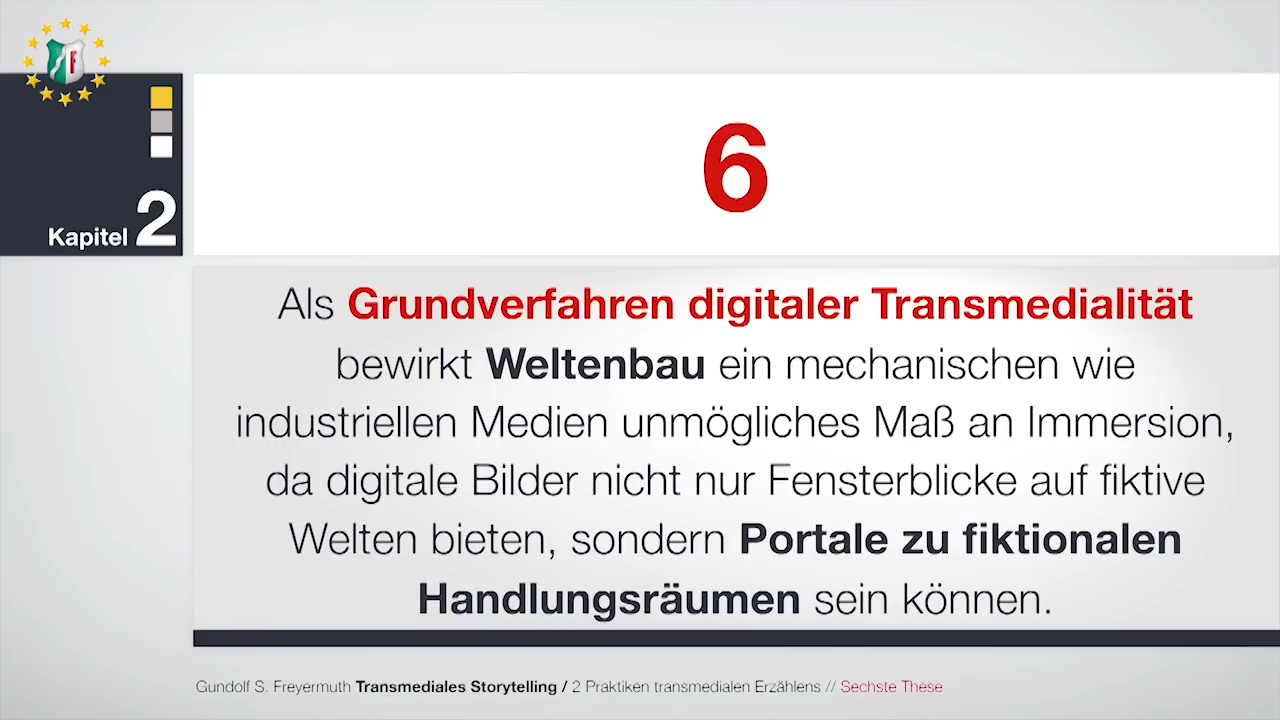 F
Kapitel 2
6
Als Grundverfahren digitaler Transmedialität
bewirkt Weltenbau ein mechanischen wie
industriellen Medien unmögliches Maß an Immersion,
da digitale Bilder nicht nur Fensterblicke auf fiktive
Welten bieten, sondern Portale zu fiktionalen
Handlungsräumen sein können.
Gundolf S. Freyermuth Transmediales Storytelling / 2 Praktiken transmedialen Erzählens // Sechste These